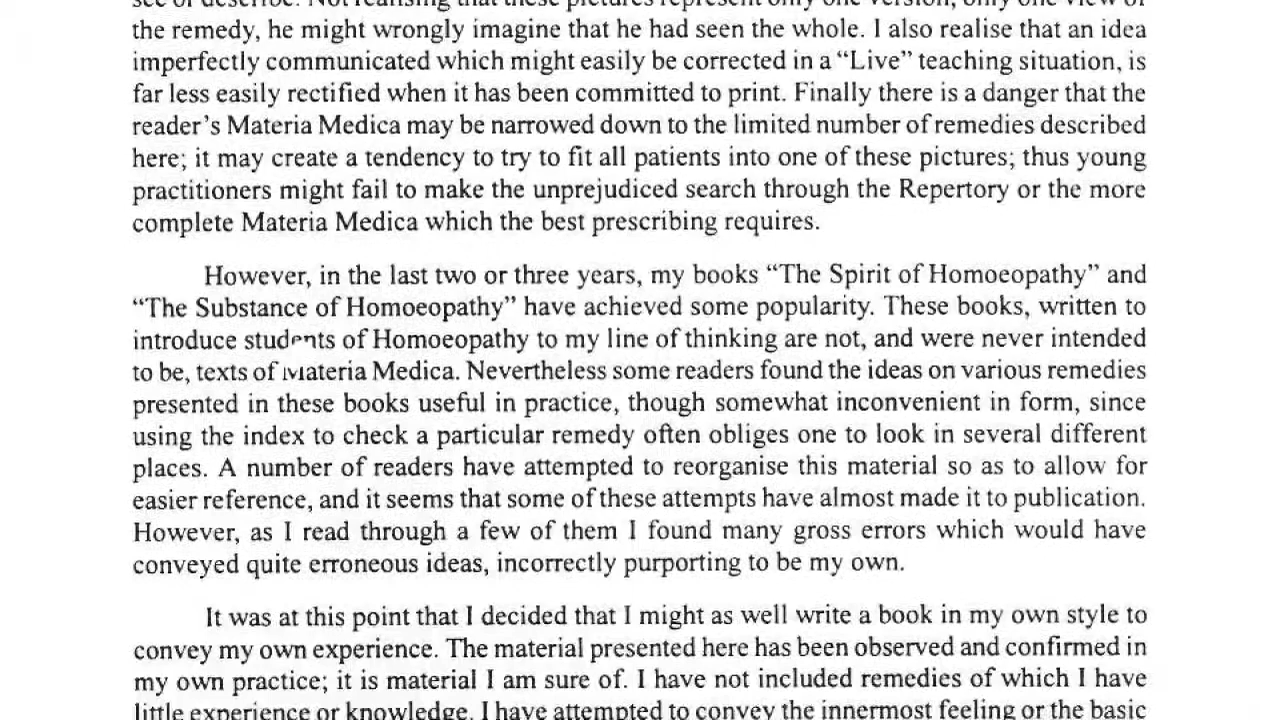 see or describe. Not realising that these pictures represent only one version, only one view of
the remedy, he might wrongly imagine that he had seen the whole. I also realise that an idea
imperfectly communicated which might easily be corrected in a “Live” teaching situation, is
far less easily rectified when it has been committed to print. Finally there is a danger that the
reader’s Materia Medica may be narrowed down to the limited number of remedies described
here; it may create a tendency to try to fit all patients into one of these pictures; thus young
practitioners might fail to make the unprejudiced search through the Repertory or the more
complete Materia Medica which the best prescribing requires.
However, in the last two or three years, my books “The Spirit of Homoeopathy” and
“The Substance of Homoeopathy” have achieved some popularity. These books, written to
introduce students of Homoeopathy to my line of thinking are not, and were never intended
to be, texts of Materia Medica. Nevertheless some readers found the ideas on various remedies
presented in these books useful in practice, though somewhat inconvenient in form, since
using the index to check a particular remedy often obliges one to look in several different
places. A number of readers have attempted to reorganise this material so as to allow for
easier reference, and it seems that some of these attempts have almost made it to publication.
However, as I read through a few of them I found many gross errors which would have
conveyed quite erroneous ideas, incorrectly purporting to be my own.
It was at this point that I decided that I might as well write a book in my own style to
convey my own experience. The material presented here has been observed and confirmed in
my own practice; it is material I am sure of. I have not included remedies of which I have
little experience or knowledge. I have attempted to convey the innermost feeling or the basic